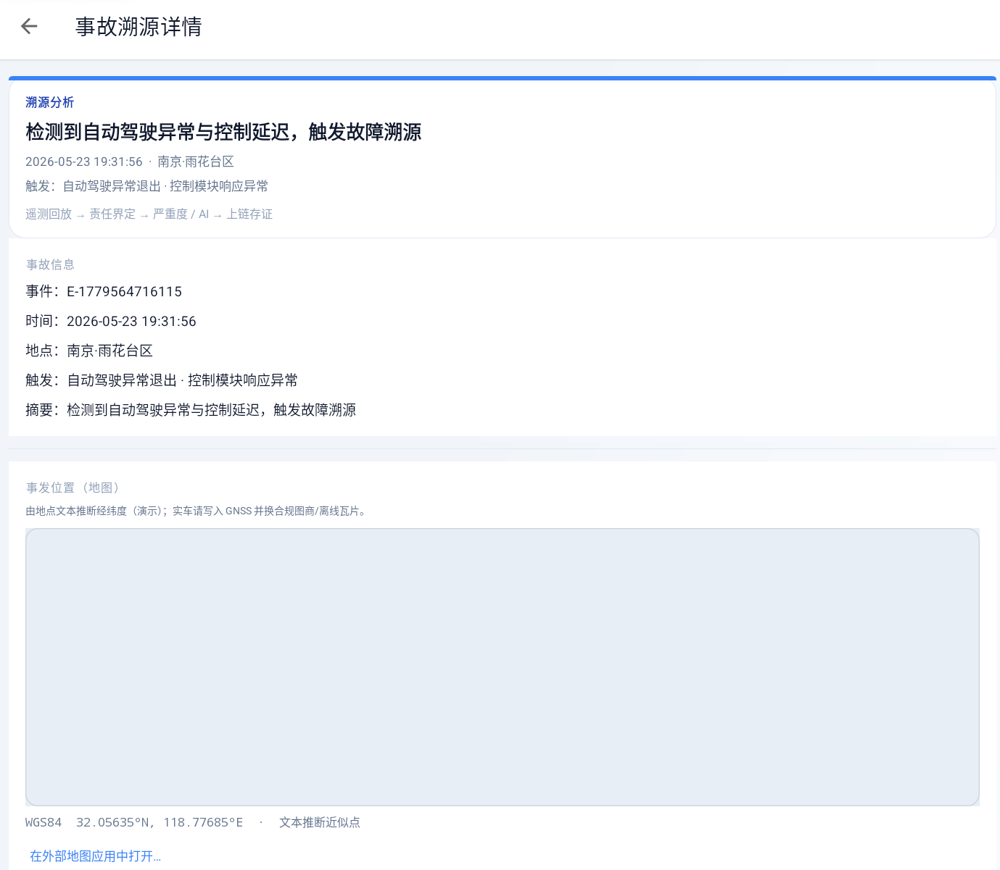 事故溯源详情
溯源分析
检测到自动驾驶异常与控制延迟，触发故障溯源
2026-05-23 19:31:56 · 南京·雨花台区
触发：自动驾驶异常退出 · 控制模块响应异常
遥测回放 → 责任界定 → 严重度 / AI → 上链存证
事故信息
事件：E-1779564716115
时间：2026-05-23 19:31:56
地点：南京·雨花台区
触发：自动驾驶异常退出 · 控制模块响应异常
摘要：检测到自动驾驶异常与控制延迟，触发故障溯源
事发位置（地图）
由地点文本推断经纬度（演示）；实车请写入 GNSS 并换合规图商/离线瓦片。
WGS84 32.05635°N, 118.77685°E · 文本推断近似点
在外部地图应用中打开…